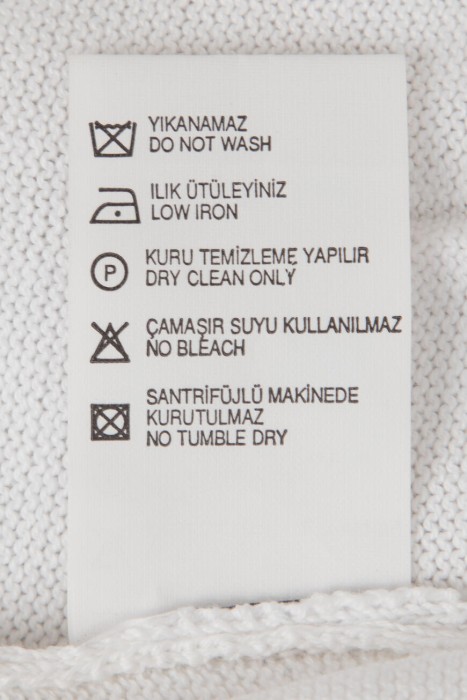 YIKANAMAZ
DO NOT WASH
ILIK ÜTÜLEYİNİZ
LOW IRON
P
KURU TEMİZLEME YAPILIR
DRY CLEAN ONLY
ÇAMAŞIR SUYU KULLANILMAZ
NO BLEACH
SANTRİFÜJLÜ MAKİNEDE
KURUTULMAZ
NO TUMBLE DRY